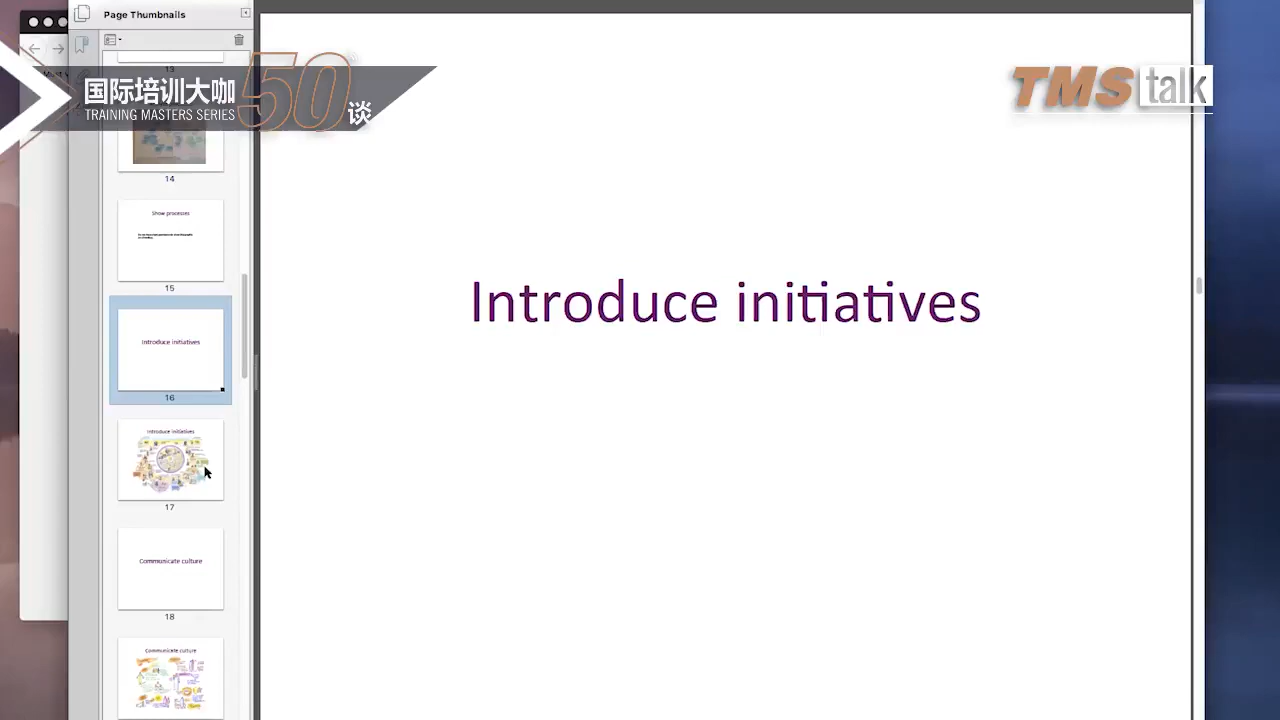 Page Thumbnails
13
国际培训大咖
TRAINING MASTERS SERIES
50
谈
TMS talk
14
Show processes
15
Introduce initiatives
16
Introduce initiatives
17
Communicate culture
18
Communicate culture
Introduce initiatives